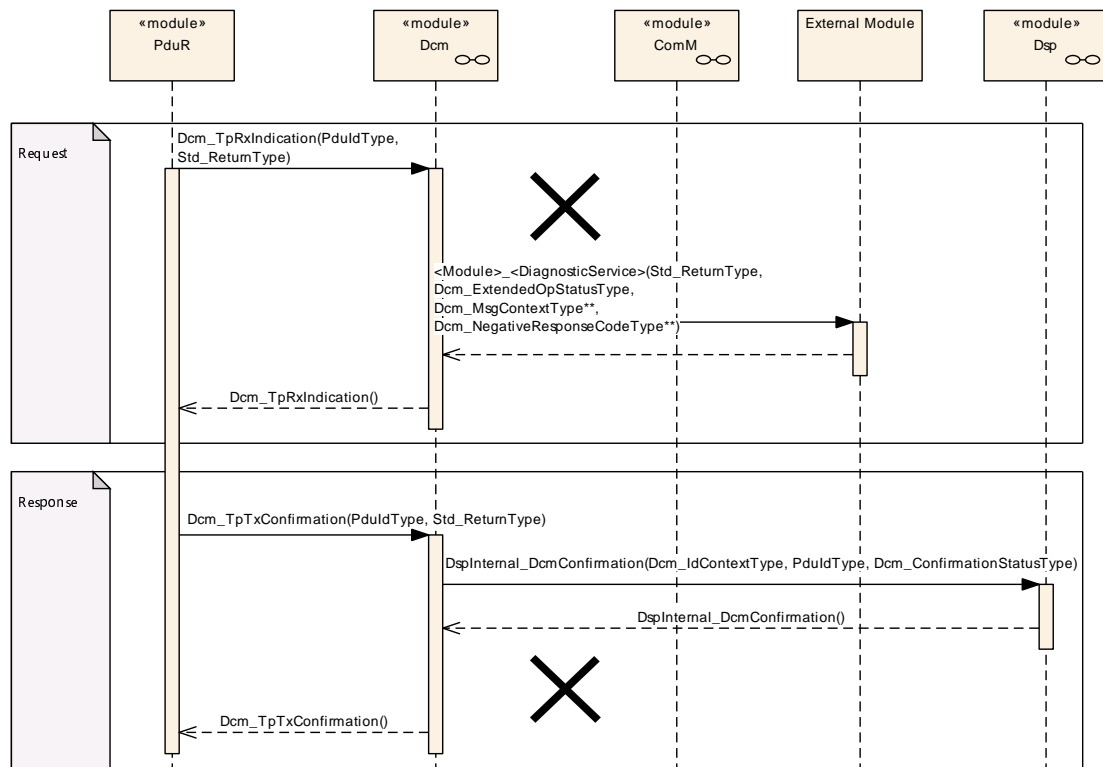 «module»
PduR
«module»
Dcm
«module»
ComM
External Module
«module»
Dsp
Request
Dcm_TpRxIndication(PduIdType,
Std_ReturnType)
<Module>_<DiagnosticService>(Std_ReturnType,
Dcm_ExtendedOpStatusType,
Dcm_MsgContextType**,
Dcm_NegativeResponseCodeType**)
Dcm_TpRxIndication()
Response
Dcm_TpTxConfirmation(PduIdType, Std_ReturnType)
DspInternal_DcmConfirmation(Dcm_IdContextType, PduIdType, Dcm_ConfirmationStatusType)
DspInternal_DcmConfirmation()
Dcm_TpTxConfirmation()